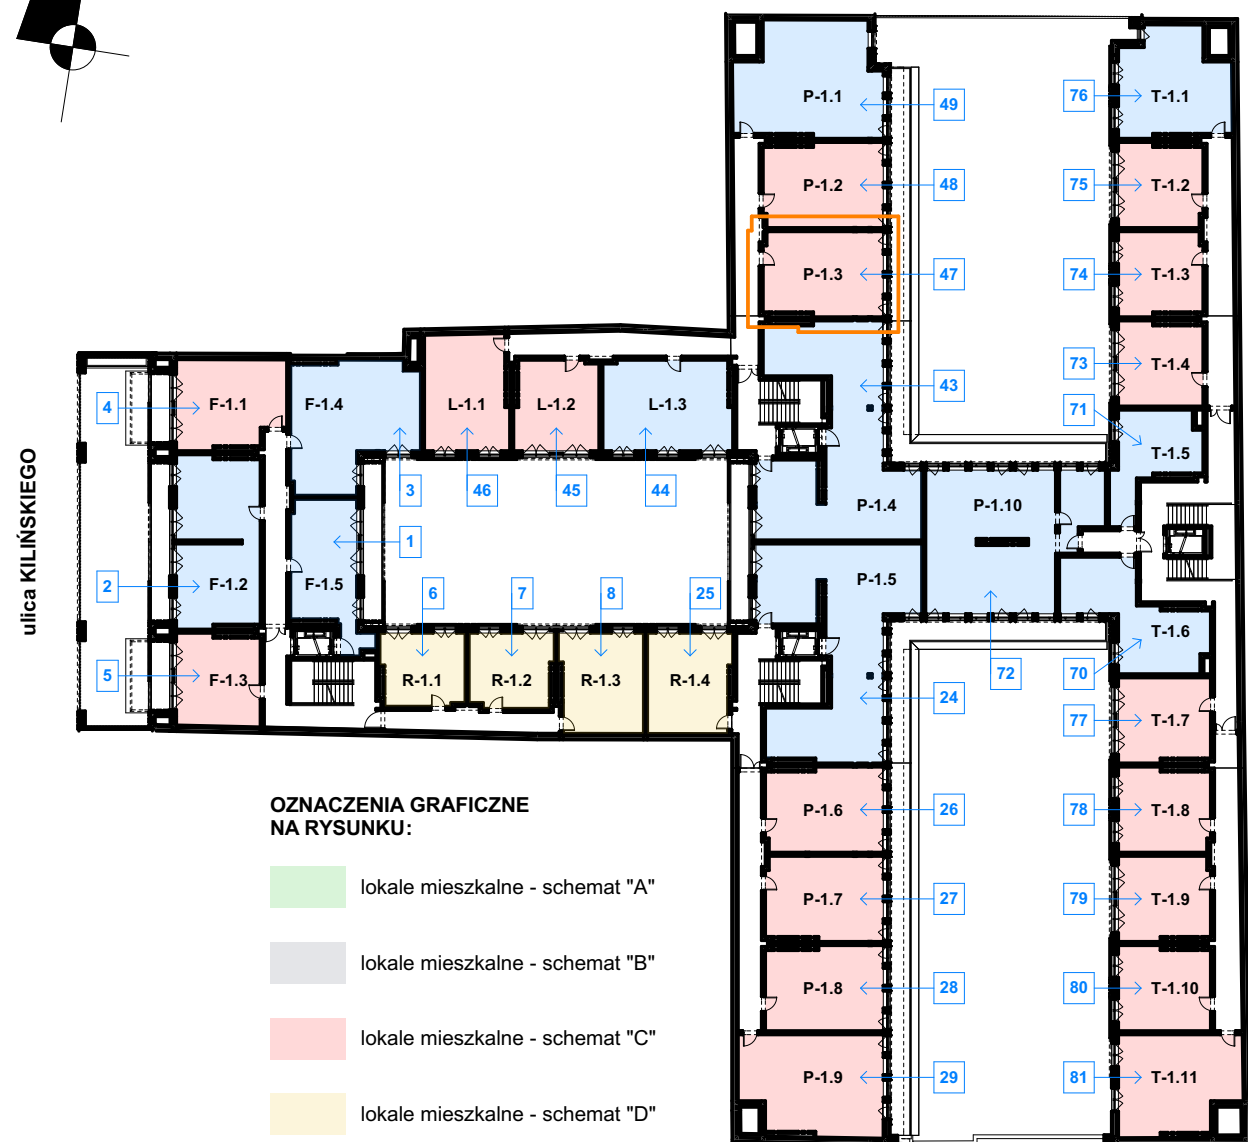 P-1.1
49
76
T-1.1
P-1.2
48
75
T-1.2
P-1.3
47
74
T-1.3
43
73
T-1.4
4
F-1.1
F-1.4
L-1.1
L-1.2
L-1.3
71
T-1.5
ulica KILIŃSKIEGO
3
46
45
44
P-1.4
P-1.10
1
2
F-1.2
F-1.5
6
7
8
25
P-1.5
T-1.6
5
F-1.3
R-1.1
R-1.2
R-1.3
R-1.4
24
72
70
77
T-1.7
OZNACZENIA GRAFICZNE
NA RYSUNKU:
P-1.6
26
78
T-1.8
lokale mieszkalne - schemat "A"
P-1.7
27
79
T-1.9
lokale mieszkalne - schemat "B"
P-1.8
28
80
T-1.10
lokale mieszkalne - schemat "C"
P-1.9
29
81
T-1.11
lokale mieszkalne - schemat "D"